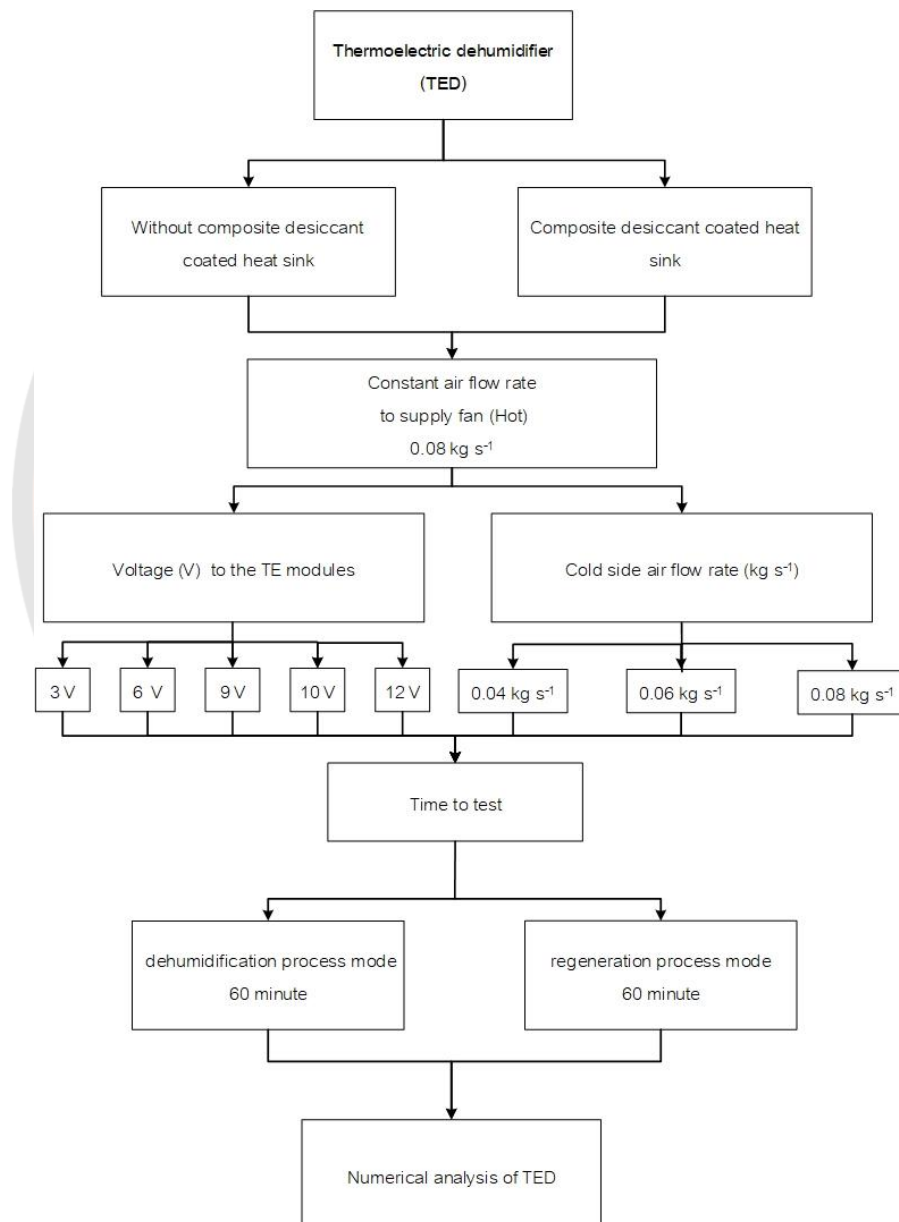 Thermoelectric dehumidifier
(TED)
Without composite desiccant
coated heat sink
Composite desiccant coated heat
sink
Constant air flow rate
to supply fan (Hot)
0.08 kg s⁻¹
Voltage (V) to the TE modules
Cold side air flow rate (kg s⁻¹)
3 V
6 V
9 V
10 V
12 V
0.04 kg s⁻¹
0.06 kg s⁻¹
0.08 kg s⁻¹
Time to test
dehumidification process mode
60 minute
regeneration process mode
60 minute
Numerical analysis of TED